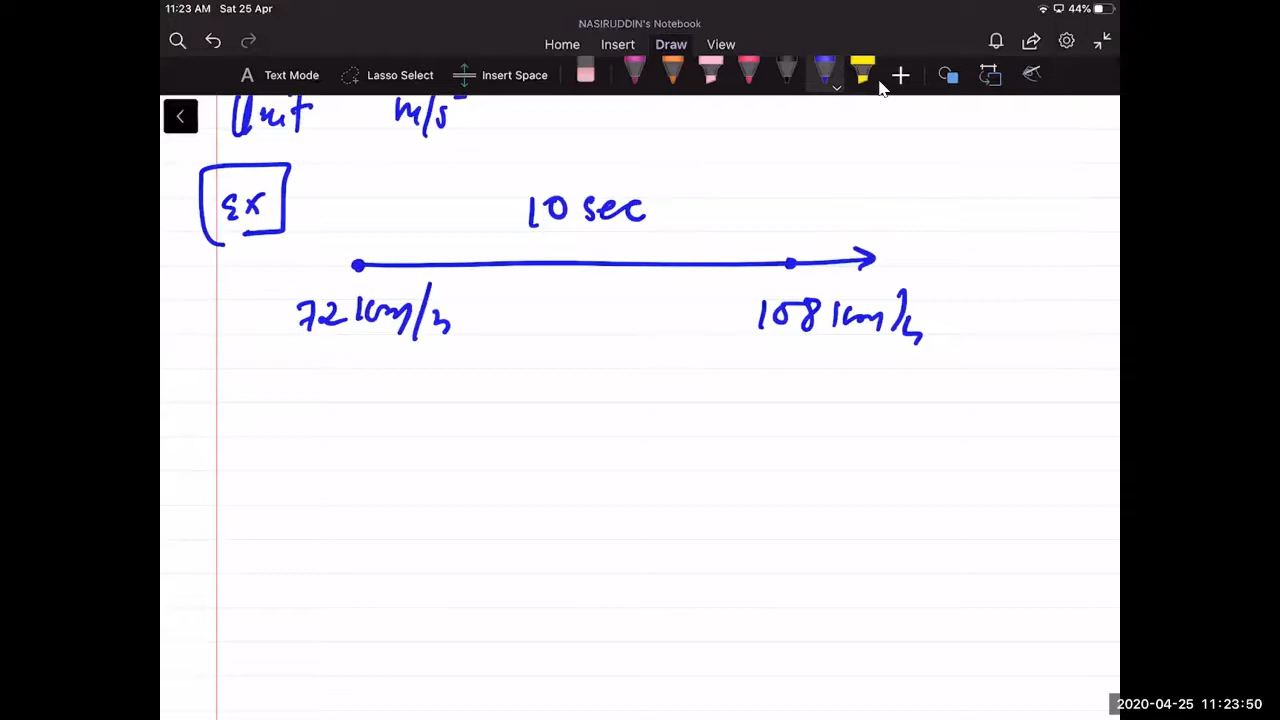 11:23 AM Sat 25 Apr
44%
NASIRUDDIN's Notebook
Home Insert Draw View
A Text Mode Lasso Select Insert Space
Unit m/s²
Ex
10 sec
72 km/h
108 km/h
2020-04-25 11:23:50